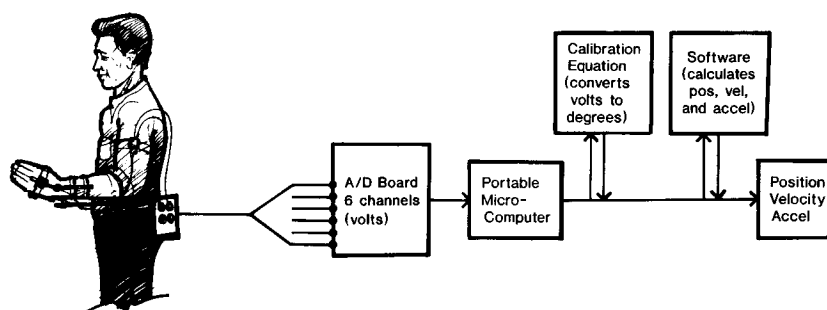 A/D Board
6 channels
(volts)
Portable
Micro-
Computer
Calibration
Equation
(converts
volts to
degrees)
Software
(calculates
pos, vel,
and accel)
Position
Velocity
Accel